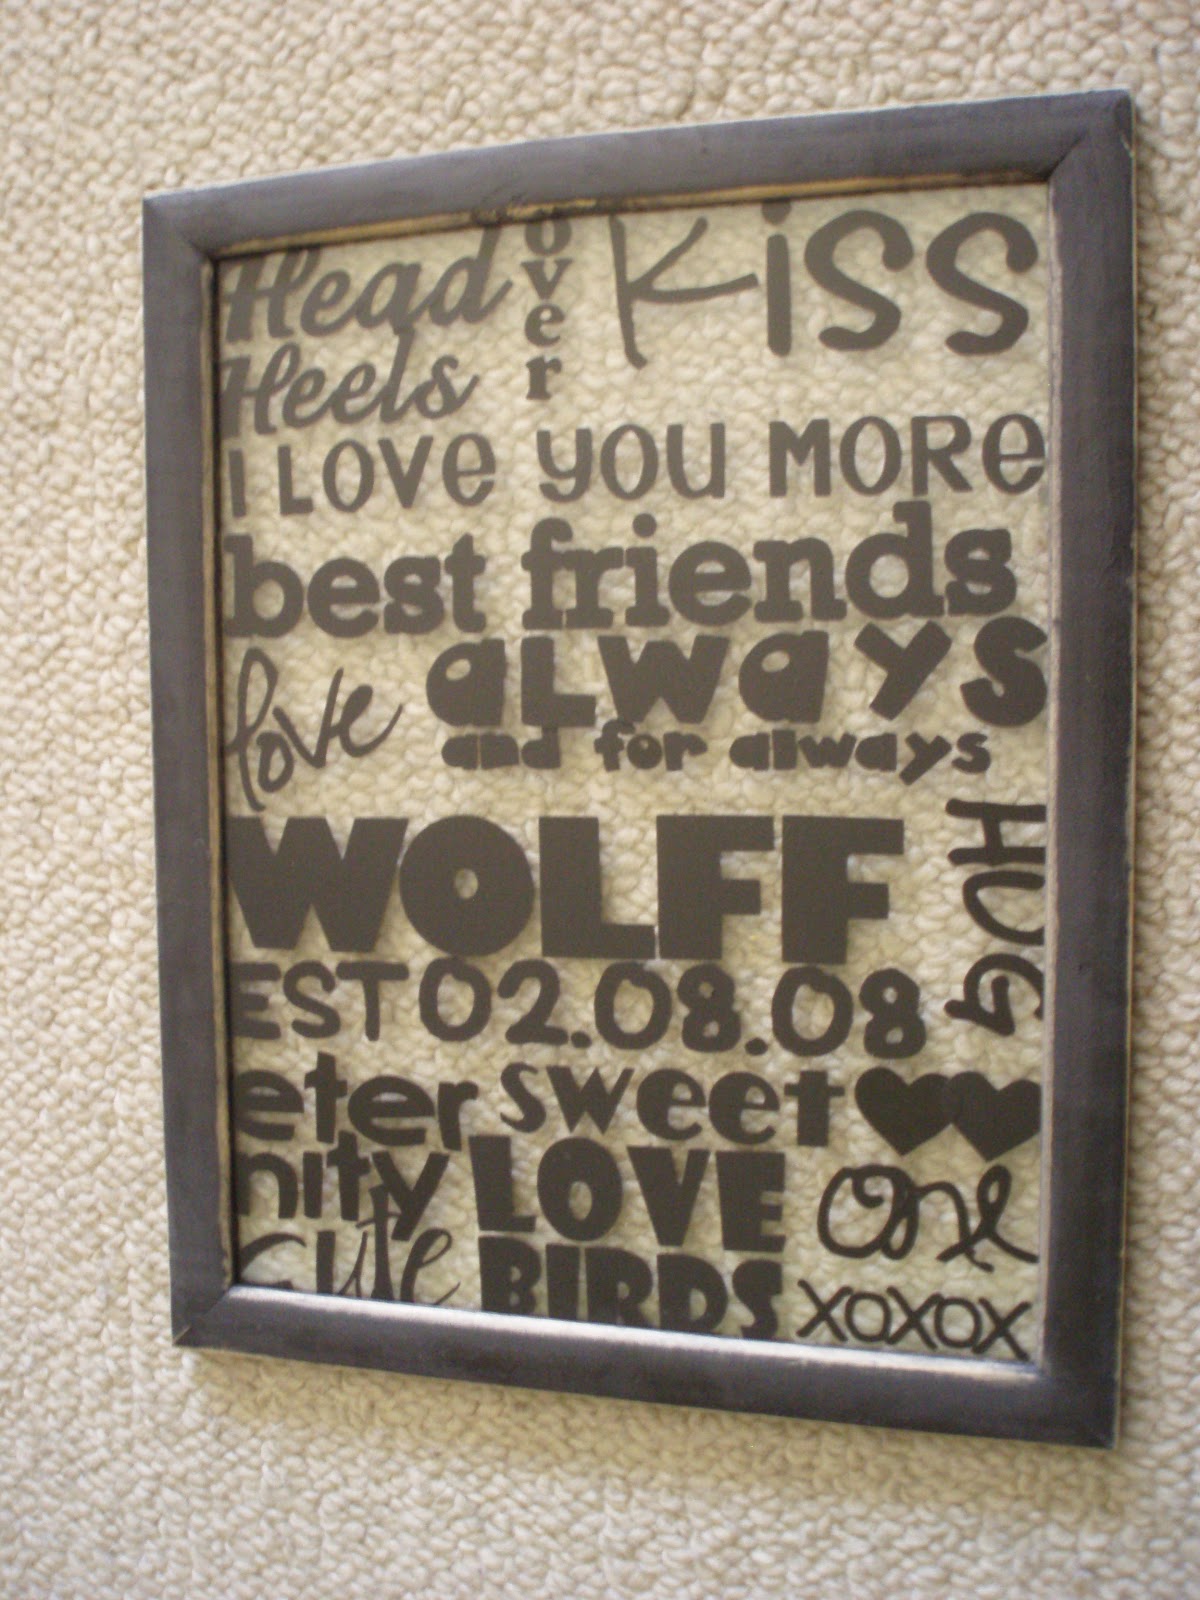 Head over Kiss
Heels
I LOVe YOU MORe
best friends
love always
and for always
WOLFF HUG
EST 02.08.08
eter sweet
nity LOVE one
cute BIRDS xoxox